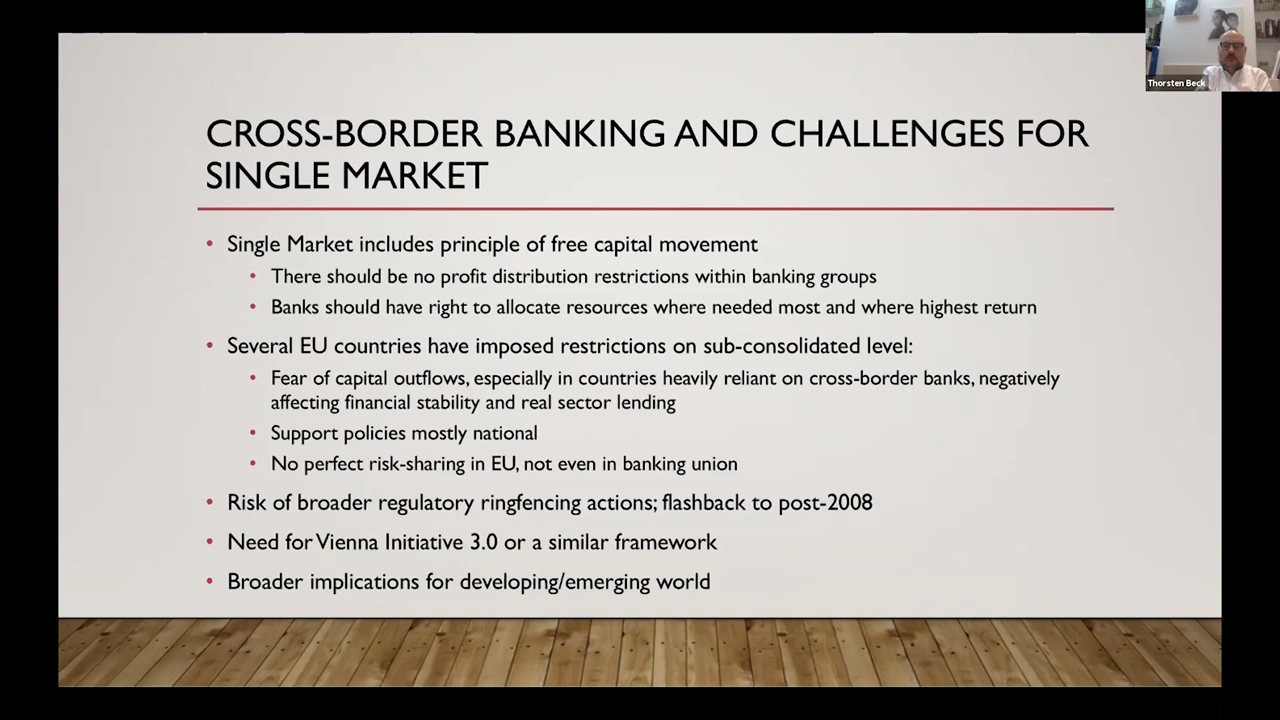 Thorsten Beck
CROSS-BORDER BANKING AND CHALLENGES FOR
SINGLE MARKET
• Single Market includes principle of free capital movement
• There should be no profit distribution restrictions within banking groups
• Banks should have right to allocate resources where needed most and where highest return
• Several EU countries have imposed restrictions on sub-consolidated level:
• Fear of capital outflows, especially in countries heavily reliant on cross-border banks, negatively
affecting financial stability and real sector lending
• Support policies mostly national
• No perfect risk-sharing in EU, not even in banking union
• Risk of broader regulatory ringfencing actions; flashback to post-2008
• Need for Vienna Initiative 3.0 or a similar framework
• Broader implications for developing/emerging world